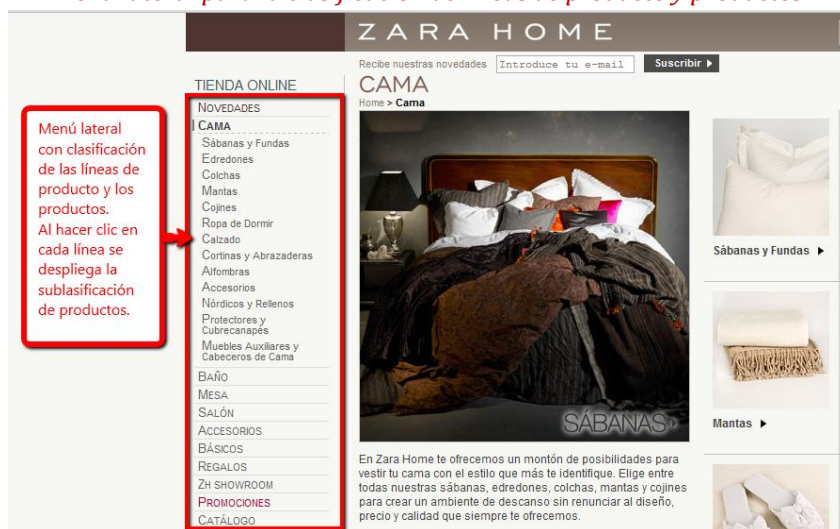 ZARA HOME
Recibe nuestras novedades Introduce tu e-mail Suscribir
TIENDA ONLINE
NOVEDADES
CAMA
Sábanas y Fundas
Edredones
Colchas
Mantas
Cojines
Ropa de Dormir
Calzado
Cortinas y Abrazaderas
Alfombras
Accesorios
Nórdicos y Rellenos
Protectores y
Cubrecanapés
Muebles Auxiliares y
Cabeceros de Cama
BAÑO
MESA
SALÓN
ACCESORIOS
BÁSICOS
REGALOS
ZH SHOWROOM
PROMOCIONES
CATÁLOGO
Menú lateral
con clasificación
de las líneas de
producto y los
productos.
Al hacer clic en
cada línea se
despliega la
sublasificación
de productos.
CAMA
Home > Cama
SÁBANAS
En Zara Home te ofrecemos un montón de posibilidades para
vestir tu cama con el estilo que más te identifique. Elige entre
todas nuestras sábanas, edredones, colchas, mantas y cojines
para crear un ambiente de descanso sin renunciar al diseño,
precio y calidad que siempre te ofrecemos.
Sábanas y Fundas
Mantas